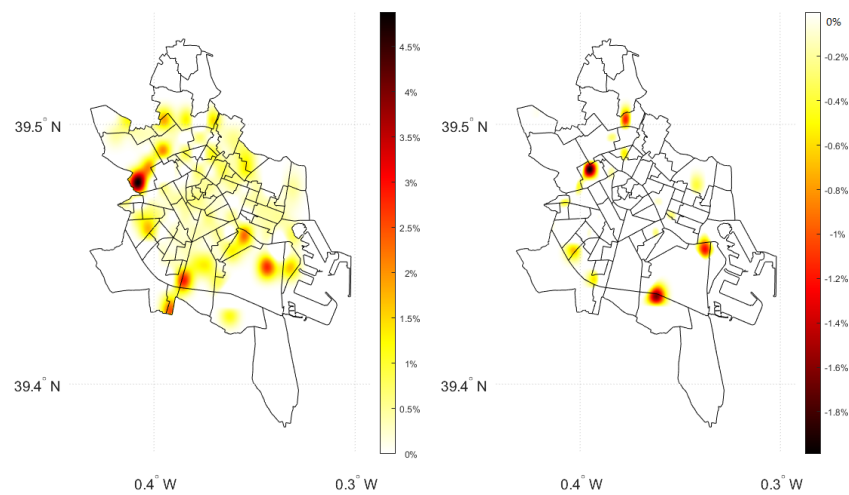 4.5%
4%
3.5%
3%
2.5%
2%
1.5%
1%
0.5%
0%
39.5° N
39.4° N
0.4° W
0.3° W
0%
-0.2%
-0.4%
-0.6%
-0.8%
-1%
-1.2%
-1.4%
-1.6%
-1.8%
39.5° N
39.4° N
0.4° W
0.3° W